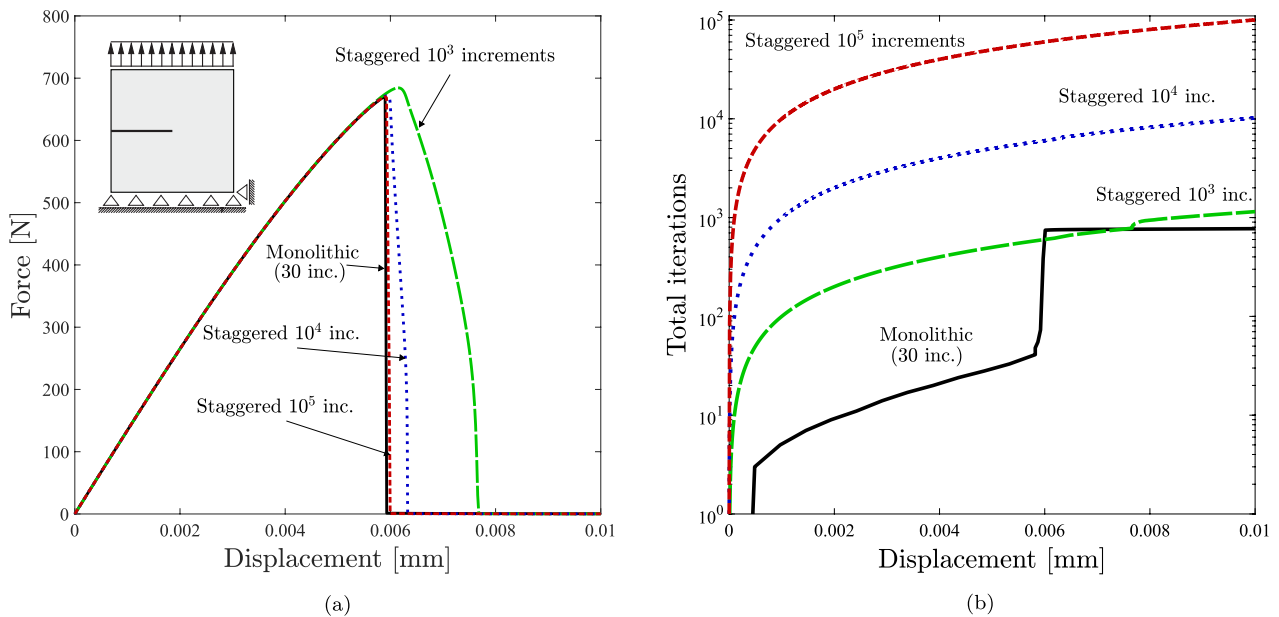 800
700
600
500
400
300
200
100
0
Force [N]
Staggered 10³ increments
Monolithic
(30 inc.)
Staggered 10⁴ inc.
Staggered 10⁵ inc.
0
0.002
0.004
0.006
0.008
0.01
Displacement [mm]
(a)
10⁵
10⁴
10³
10²
10¹
10⁰
Total iterations
Staggered 10⁵ increments
Staggered 10⁴ inc.
Staggered 10³ inc.
Monolithic
(30 inc.)
0
0.002
0.004
0.006
0.008
0.01
Displacement [mm]
(b)